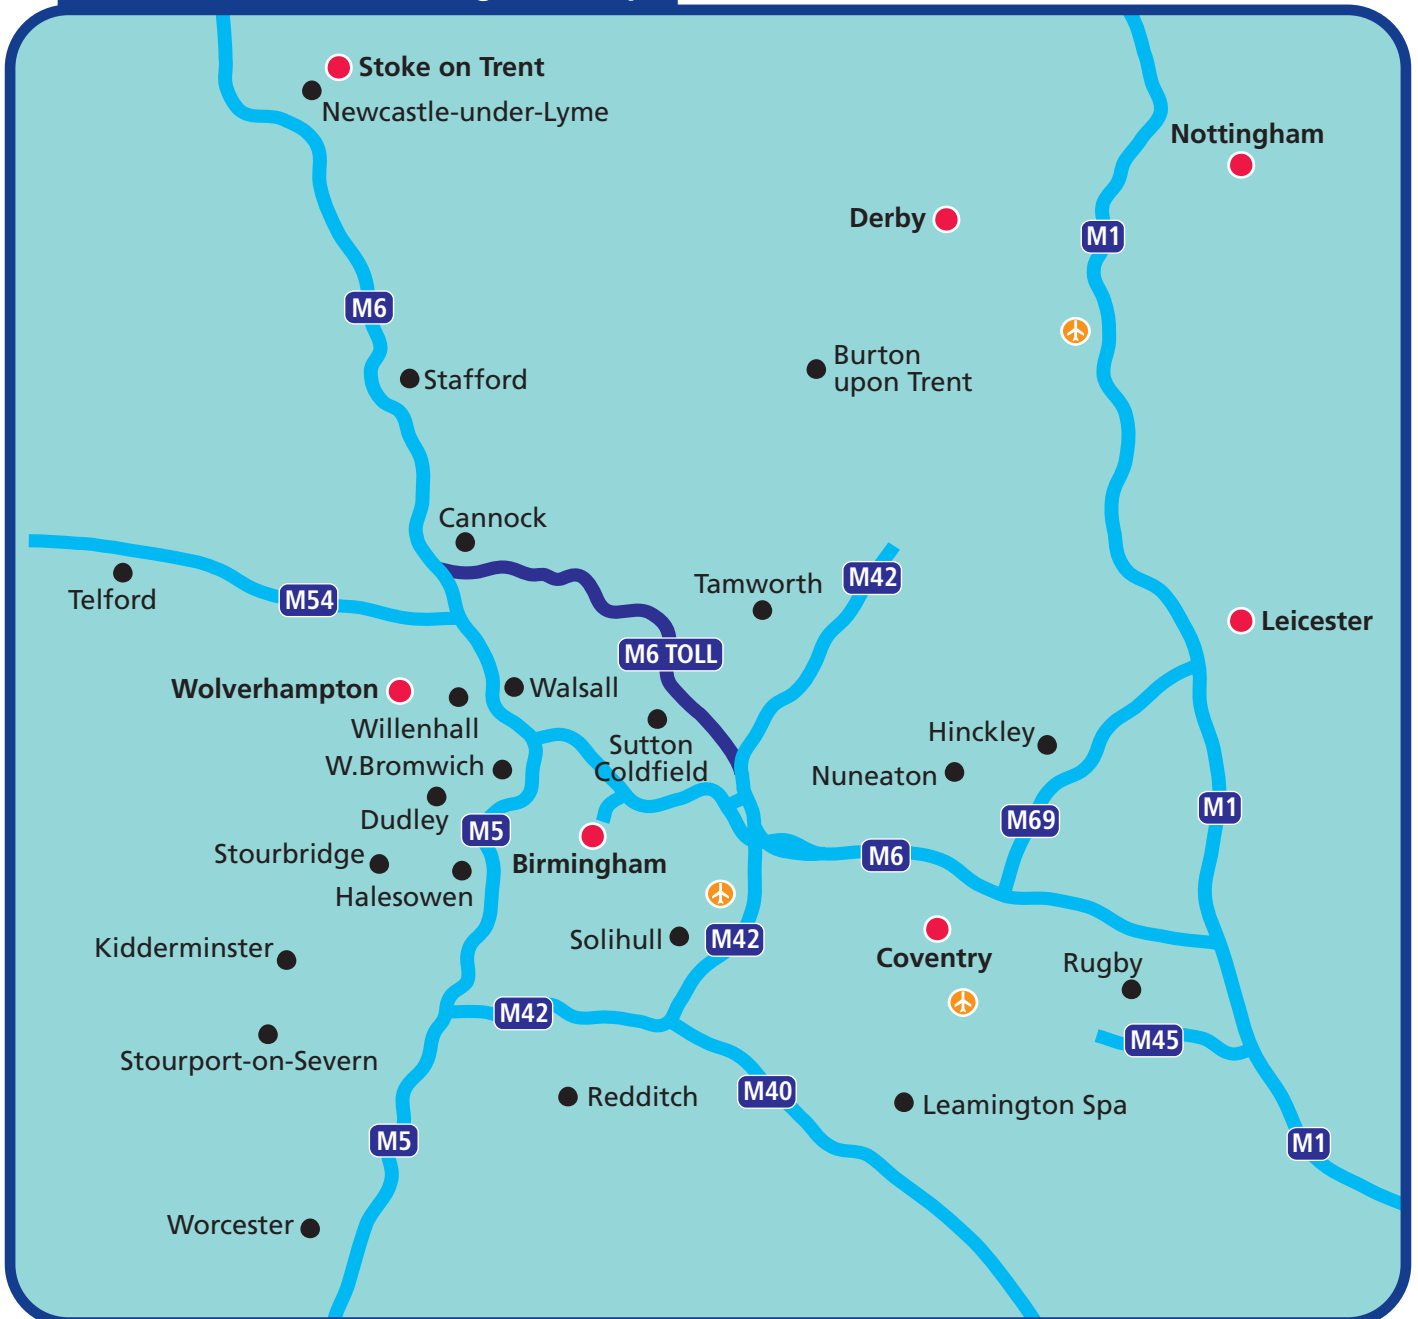 Stoke on Trent
Newcastle-under-Lyme
Nottingham
Derby
M1
M6
Burton
upon Trent
Stafford
Cannock
Tamworth
M42
Telford
M54
Leicester
M6 TOLL
Wolverhampton
Walsall
Willenhall
Hinckley
Sutton
Coldfield
W.Bromwich
Nuneaton
Dudley
M5
M69
M1
Stourbridge
Birmingham
M6
Halesowen
Solihull
M42
Kidderminster
Coventry
Rugby
M42
M45
Stourport-on-Severn
Redditch
M40
Leamington Spa
M5
M1
Worcester